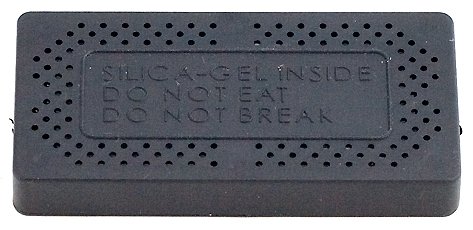 SILICA-GEL INSIDE
DO NOT EAT
DO NOT BREAK